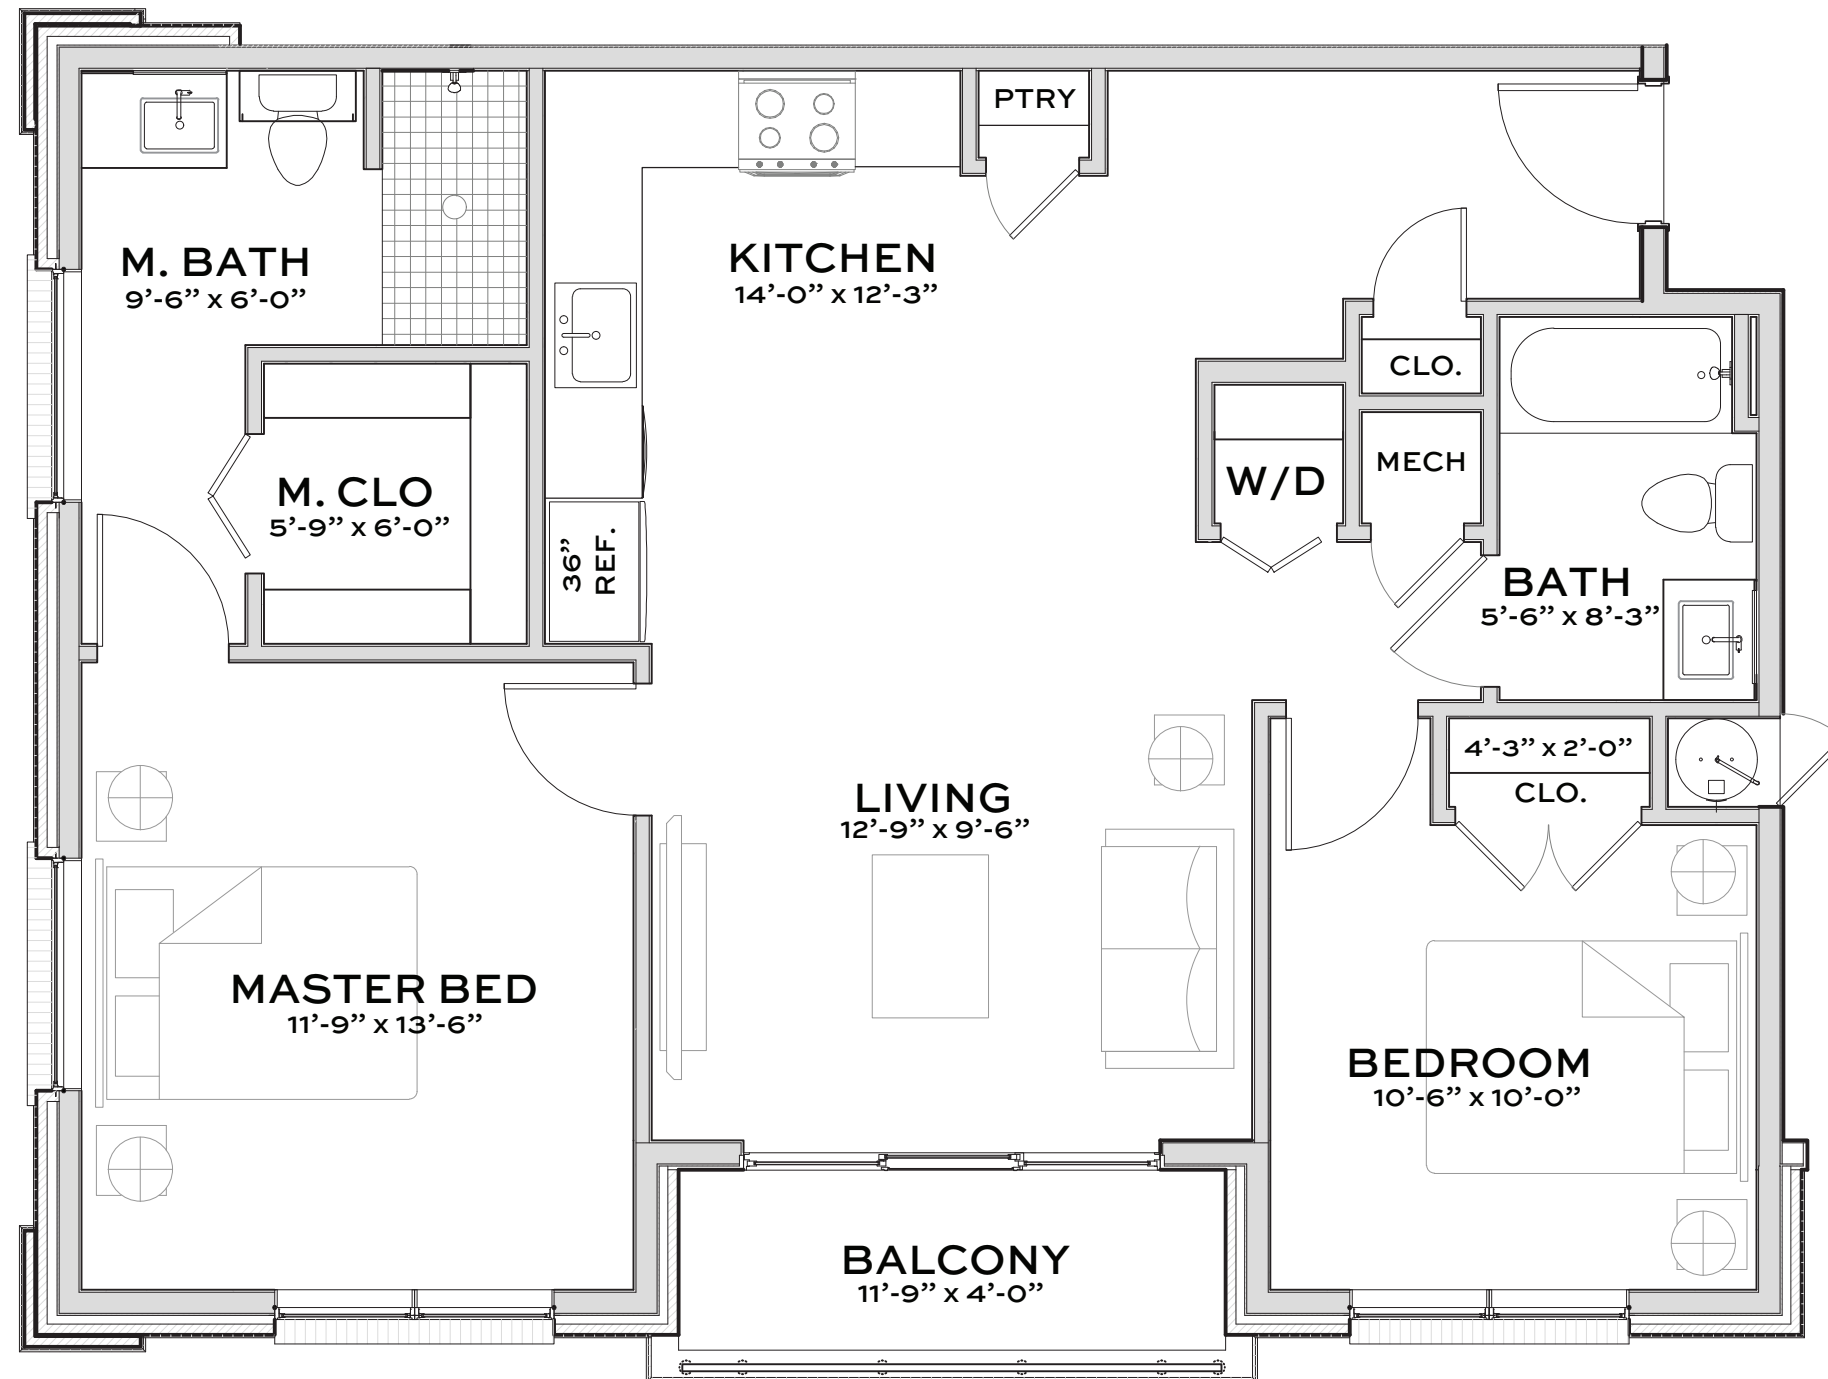 PTRY
M. BATH
9’-6” x 6’-0”
KITCHEN
14’-0” x 12’-3”
CLO.
MECH
W/D
M. CLO
5’-9” x 6’-0”
36”
REF.
BATH
5’-6” x 8’-3”
4’-3” x 2’-0”
CLO.
LIVING
12’-9” x 9’-6”
MASTER BED
11’-9” x 13’-6”
BEDROOM
10’-6” x 10’-0”
BALCONY
11’-9” x 4’-0”